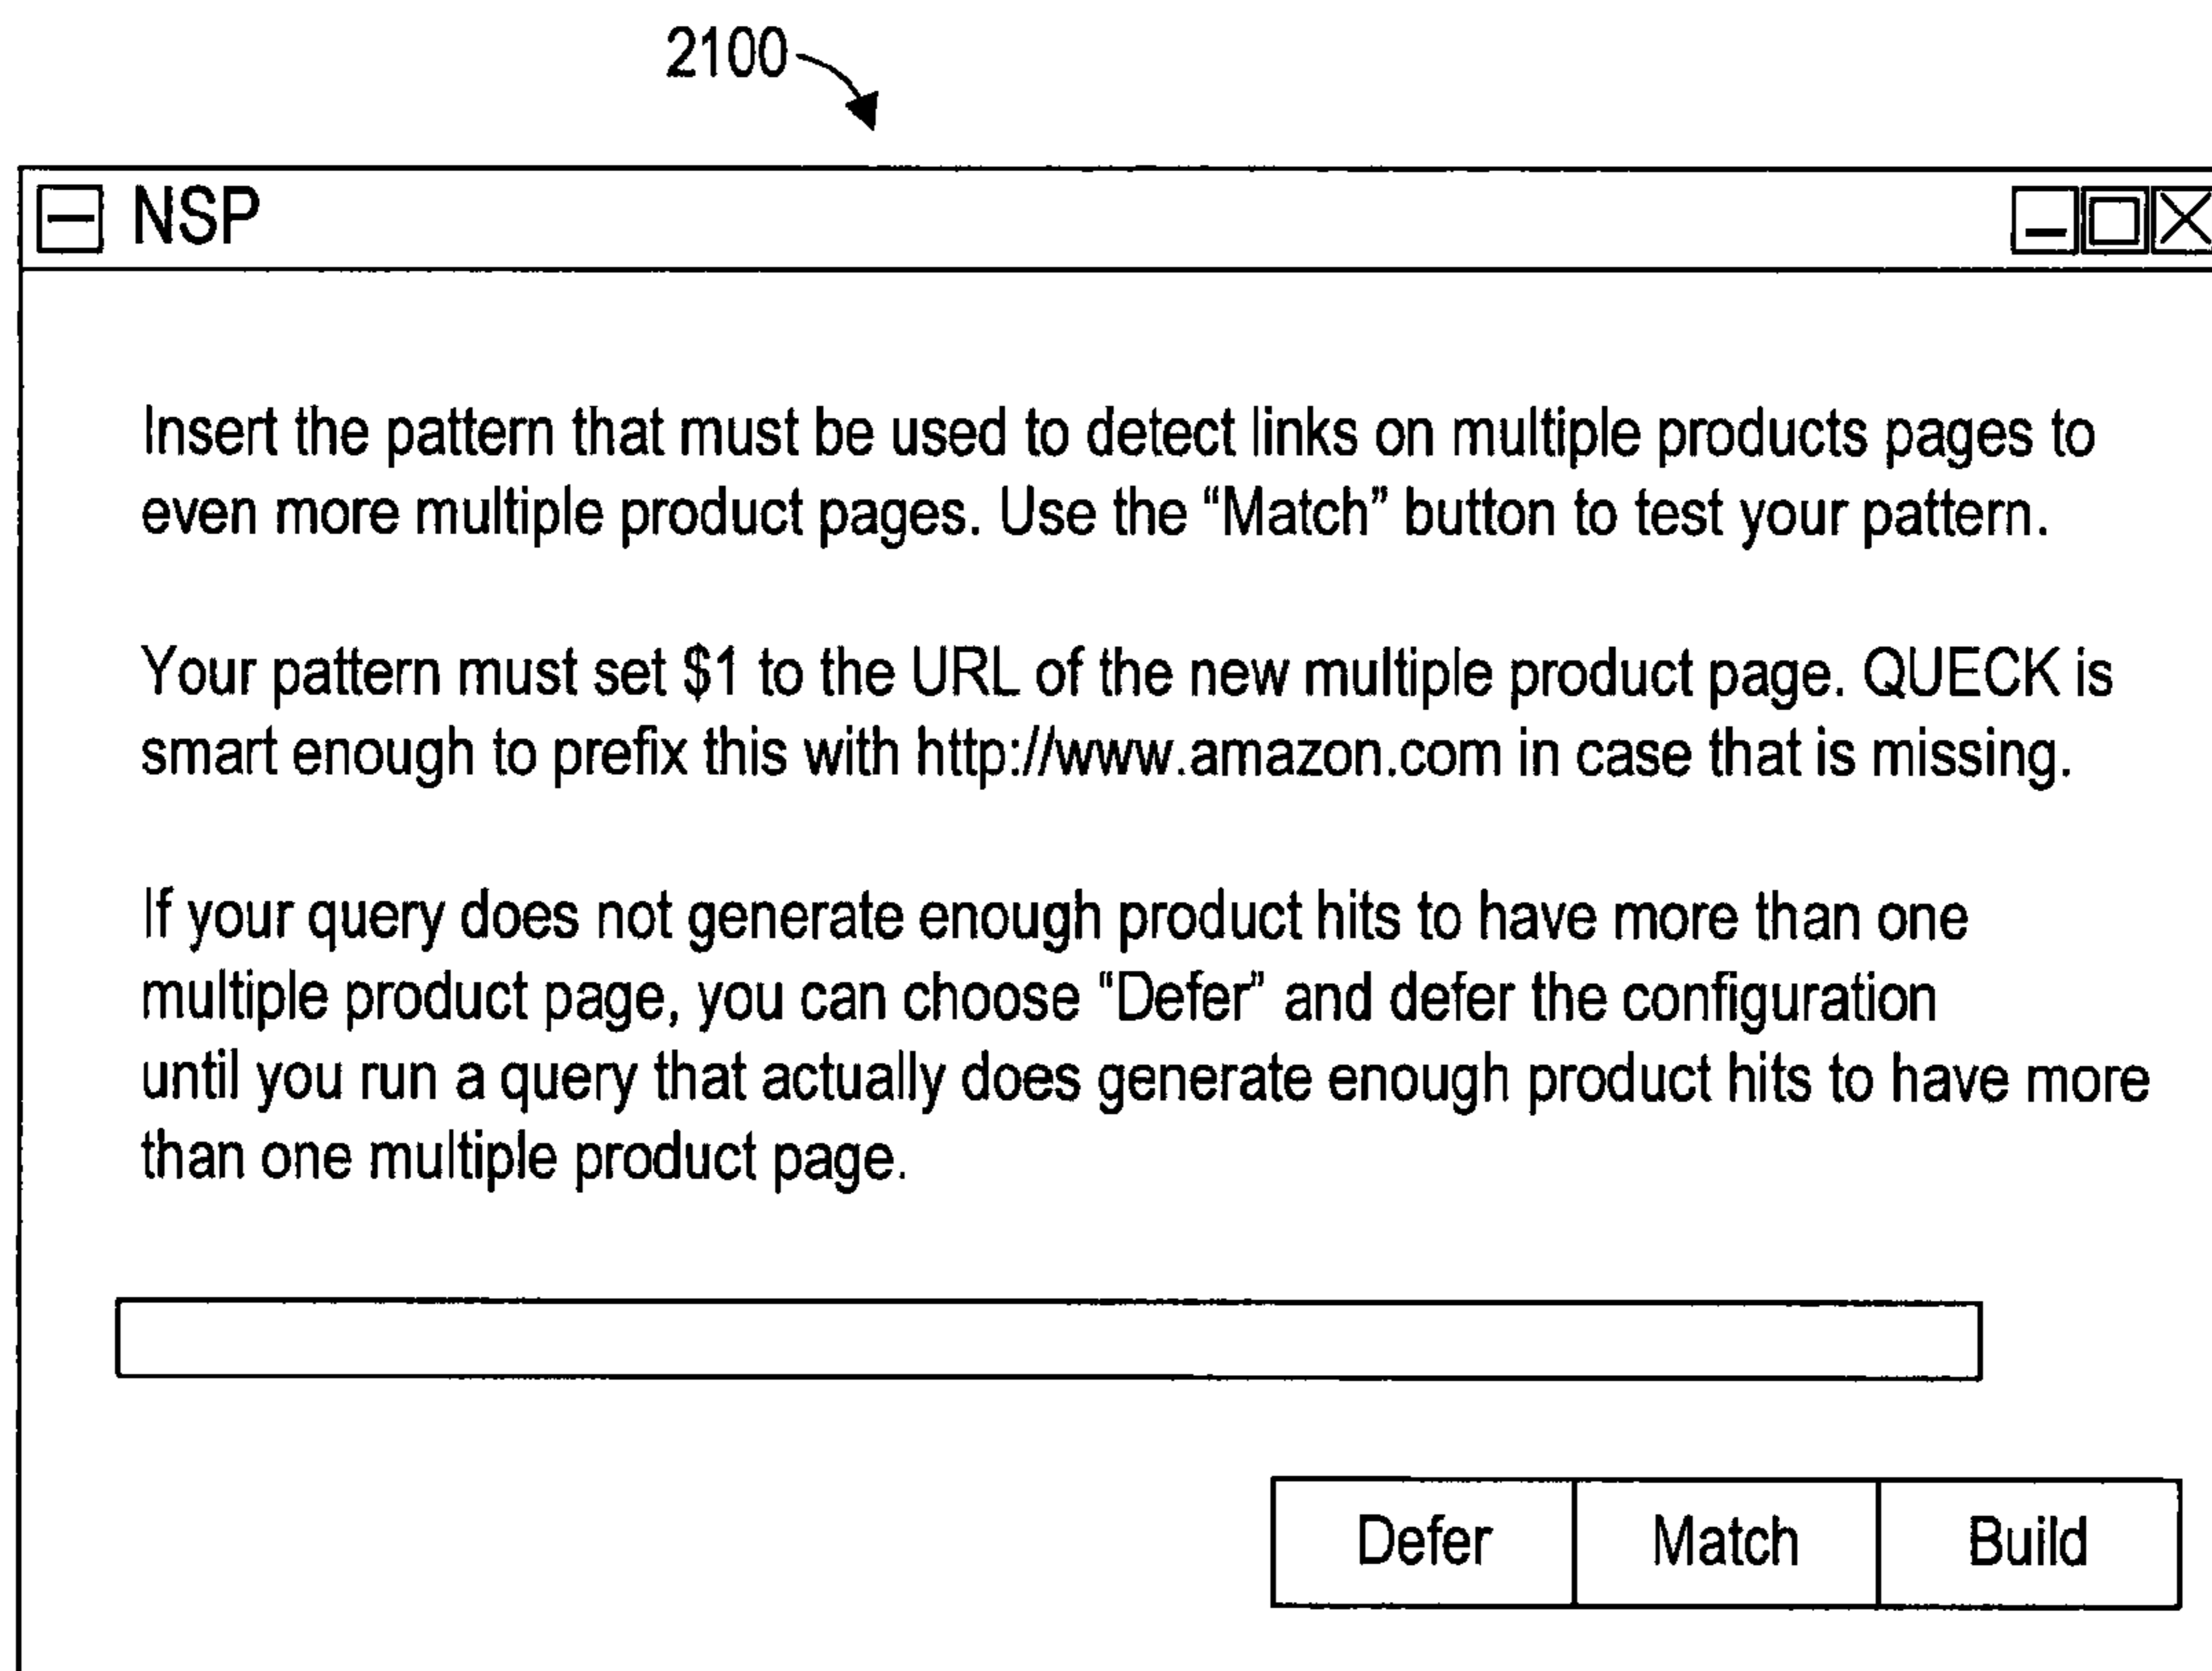 2100
NSP
Insert the pattern that must be used to detect links on multiple products pages to
even more multiple product pages. Use the “Match” button to test your pattern.
Your pattern must set $1 to the URL of the new multiple product page. QUECK is
smart enough to prefix this with http://www.amazon.com in case that is missing.
If your query does not generate enough product hits to have more than one
multiple product page, you can choose “Defer” and defer the configuration
until you run a query that actually does generate enough product hits to have more
than one multiple product page.
Defer Match Build